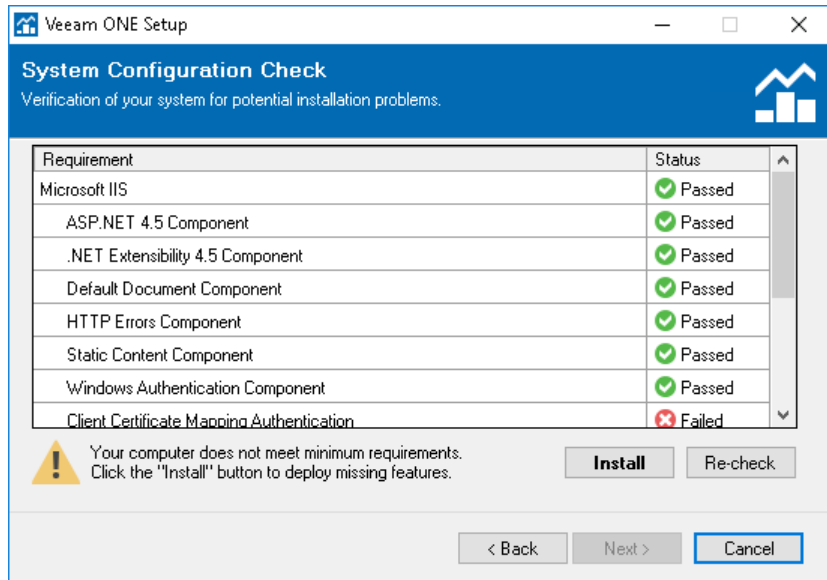 Veeam ONE Setup
System Configuration Check
Verification of your system for potential installation problems.
Requirement Status
Microsoft IIS Passed
ASP.NET 4.5 Component Passed
.NET Extensibility 4.5 Component Passed
Default Document Component Passed
HTTP Errors Component Passed
Static Content Component Passed
Windows Authentication Component Passed
Client Certificate Mapping Authentication Failed
Your computer does not meet minimum requirements.
Click the "Install" button to deploy missing features.
Install Re-check
< Back Next > Cancel